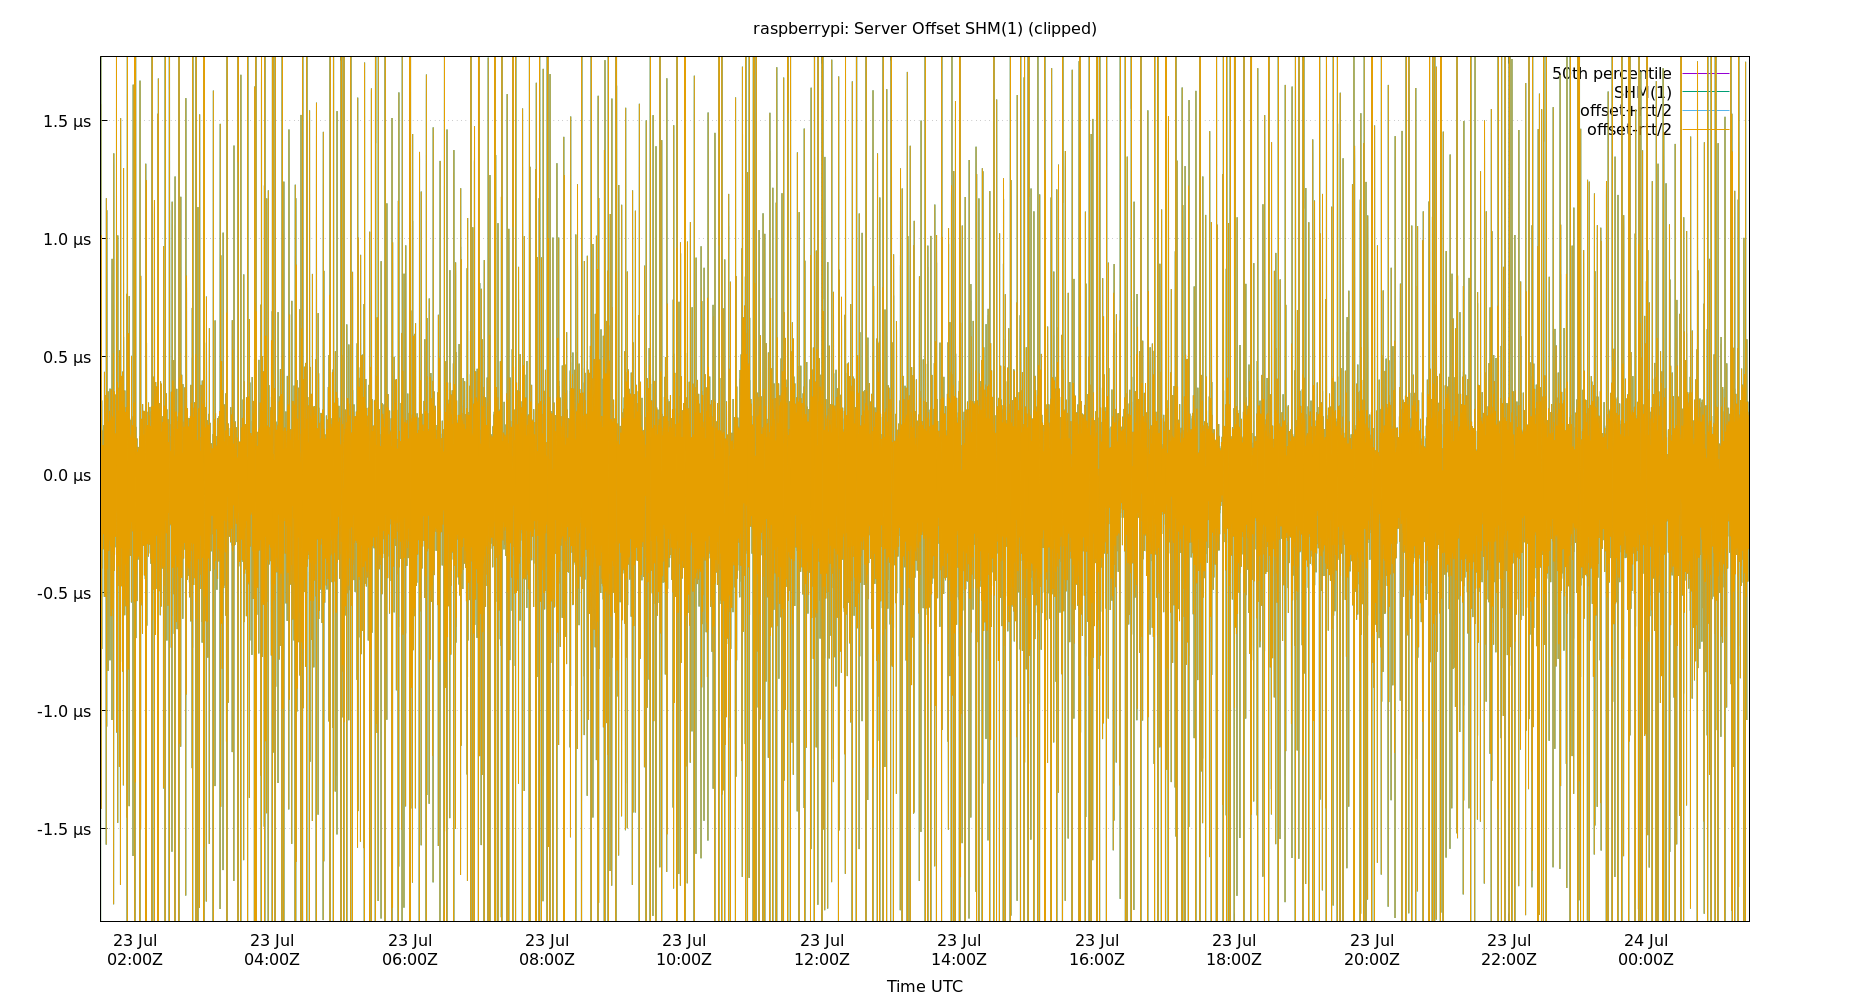 raspberrypi: Server Offset SHM(1) (clipped)
50th percentile
SHM(1)
offset+rtt/2
offset-rtt/2
1.5 µs
1.0 µs
0.5 µs
0.0 µs
-0.5 µs
-1.0 µs
-1.5 µs
23 Jul 23 Jul 23 Jul 23 Jul 23 Jul 23 Jul 23 Jul 23 Jul 23 Jul 23 Jul 23 Jul 24 Jul
02:00Z 04:00Z 06:00Z 08:00Z 10:00Z 12:00Z 14:00Z 16:00Z 18:00Z 20:00Z 22:00Z 00:00Z
Time UTC